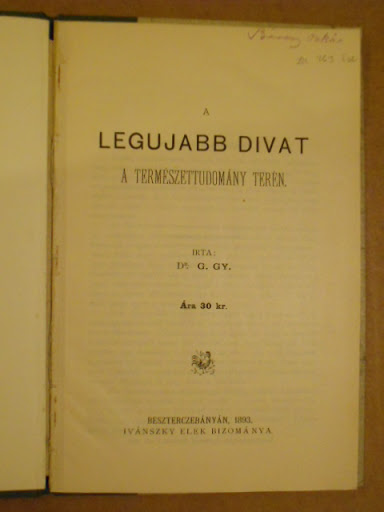 A
LEGUJABB DIVAT
A TERMÉSZETTUDOMÁNY TERÉN.
IRTA:
Dr. G. GY.
Ára 30 kr.
BESZTERCZEBÁNYÁN, 1893.
IVÁNSZKY ELEK BIZOMÁNYA.